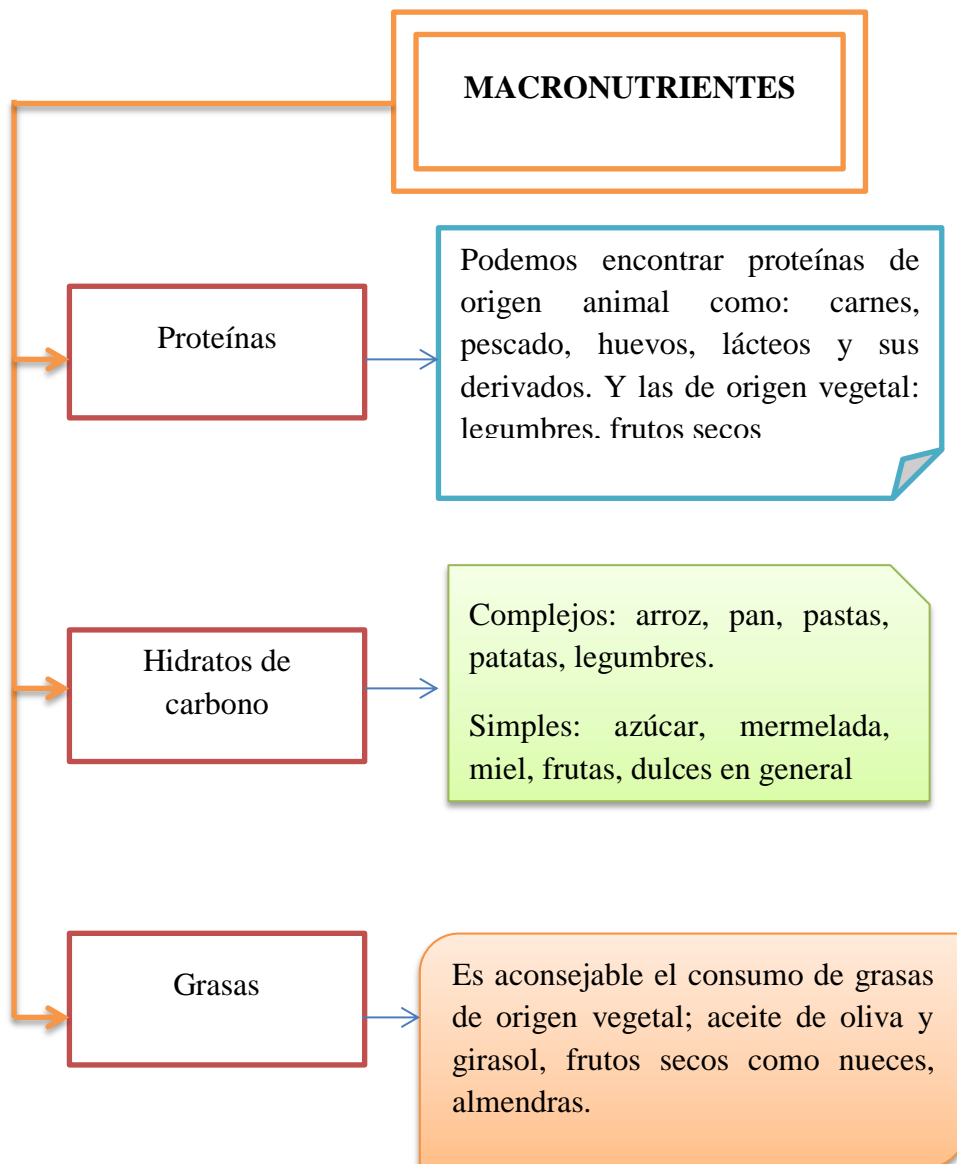 MACRONUTRIENTES
Proteínas
Podemos encontrar proteínas de
origen animal como: carnes,
pescado, huevos, lácteos y sus
derivados. Y las de origen vegetal:
legumbres, frutos secos
Hidratos de
carbono
Complejos: arroz, pan, pastas,
patatas, legumbres.
Simples: azúcar, mermelada,
miel, frutas, dulces en general
Grasas
Es aconsejable el consumo de grasas
de origen vegetal; aceite de oliva y
girasol, frutos secos como nueces,
almendras.